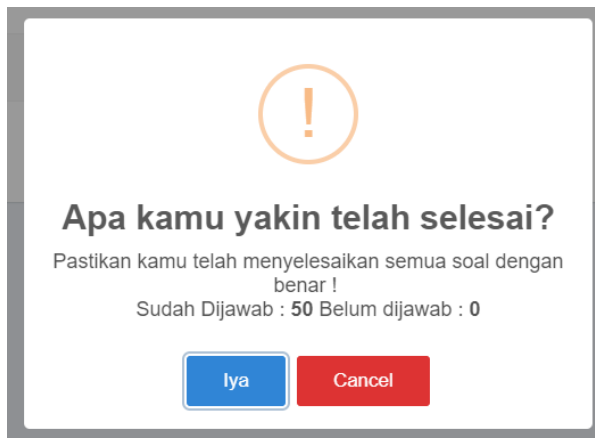 !
Apa kamu yakin telah selesai?
Pastikan kamu telah menyelesaikan semua soal dengan
benar !
Sudah Dijawab : 50 Belum dijawab : 0
Iya
Cancel